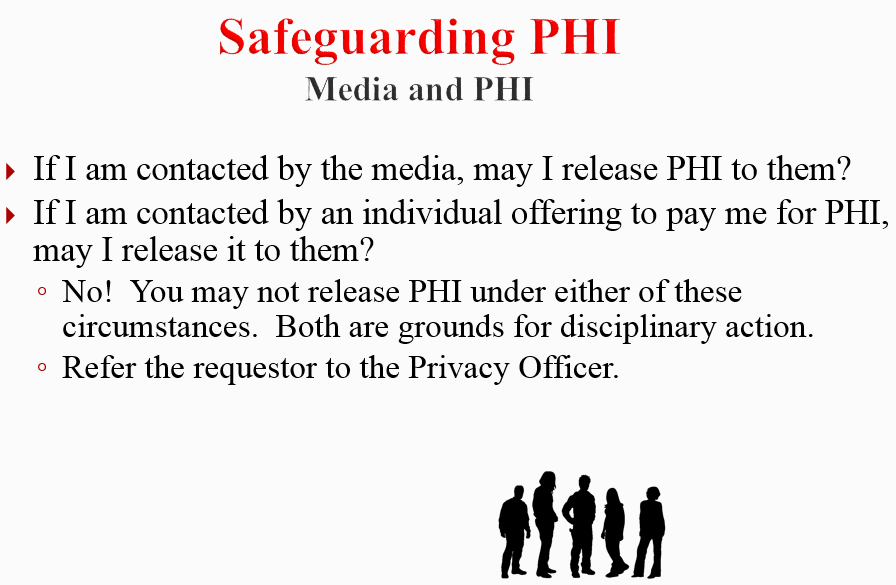 Safeguarding PHI
Media and PHI
If I am contacted by the media, may I release PHI to them?
If I am contacted by an individual offering to pay me for PHI,
may I release it to them?
No!  You may not release PHI under either of these
circumstances.  Both are grounds for disciplinary action.
Refer the requestor to the Privacy Officer.